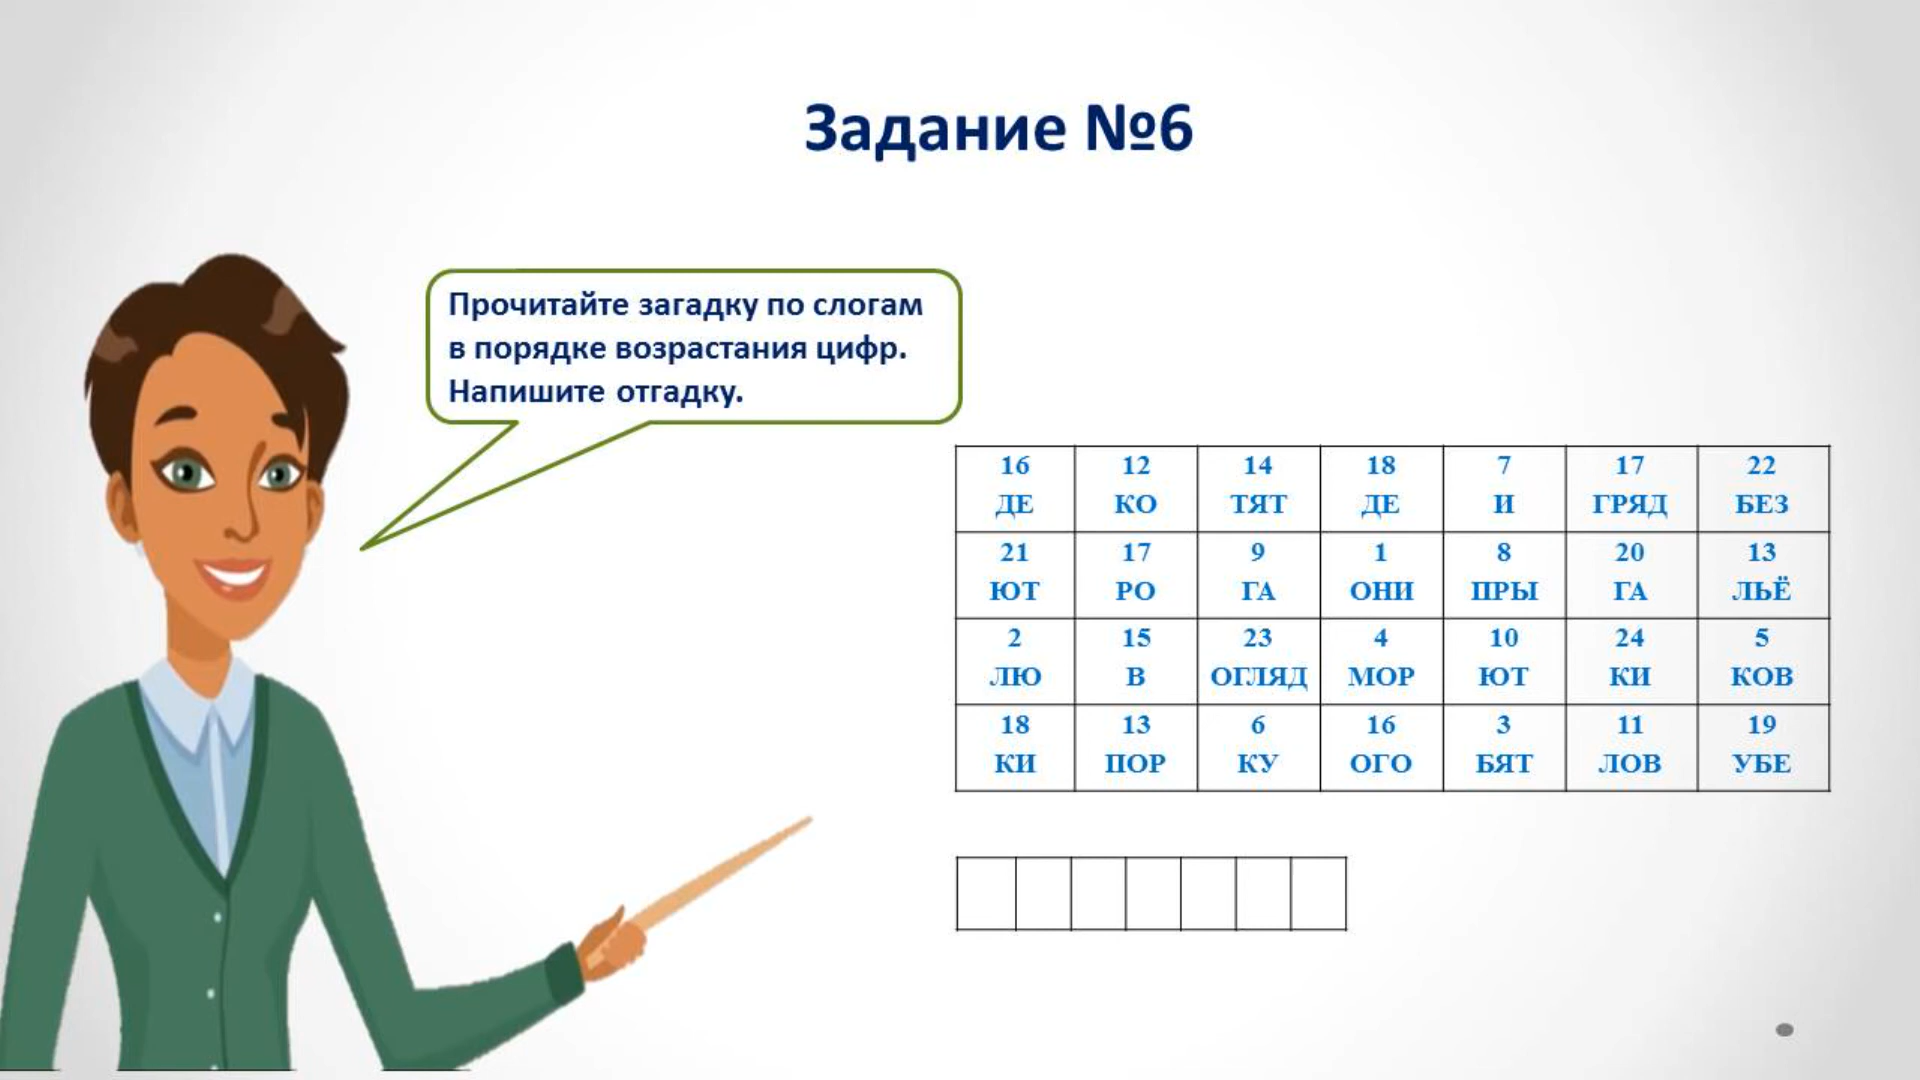 Задание №6
Прочитайте загадку по слогам
в порядке возрастания цифр.
Напишите отгадку.
16 12 14 18 7 17 22
ДЕ КО ТЯТ ДЕ И ГРЯД БЕЗ
21 17 9 1 8 20 13
ЮТ РО ГА ОНИ ПРЫ ГА ЛЬЁ
2 15 23 4 10 24 5
ЛЮ В ОГЛЯД МОР ЮТ КИ КОВ
18 13 6 16 3 11 19
КИ ПОР КУ ОГО БЯТ ЛОВ УБЕ